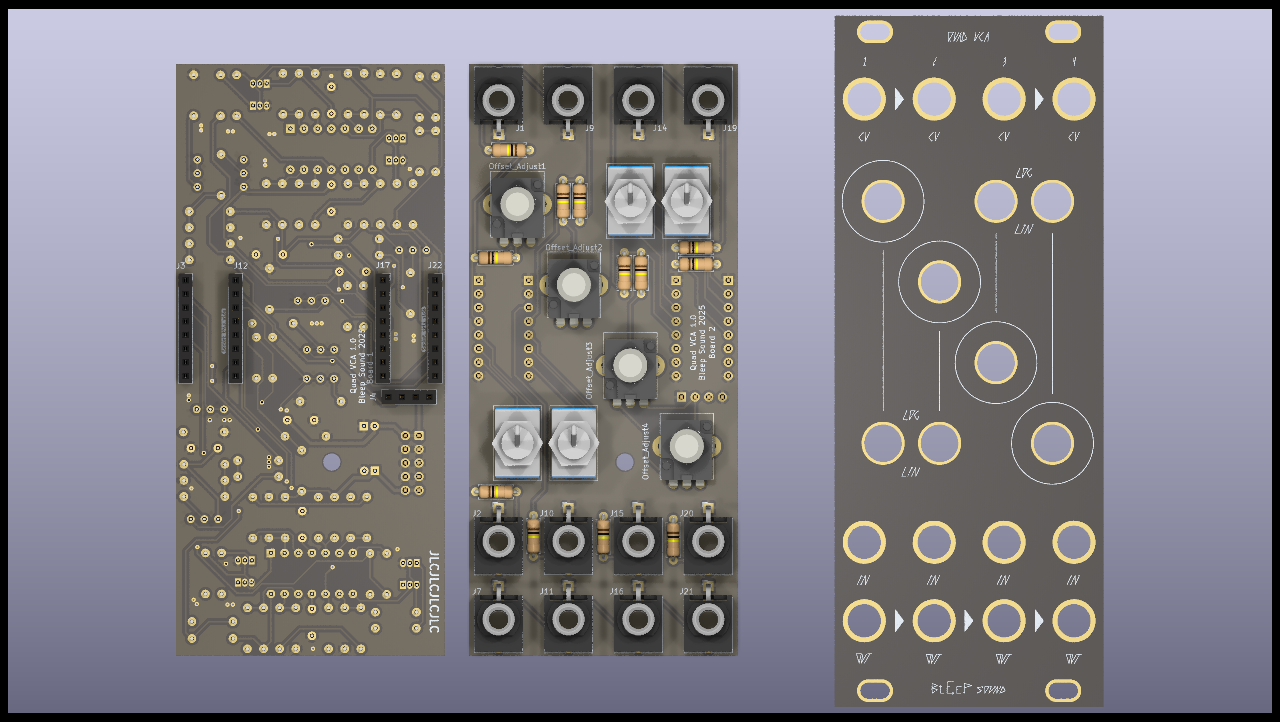 J3
J12
J17
J22
Quad VCA 1.0
Bleep Sound 2025
Board 1
J4
JLCJLCJLCJLC
J1
J9
J14
J19
Offset_Adjust1
Offset_Adjust2
Offset_Adjust3
Offset_Adjust4
Quad VCA 1.0
Bleep Sound 2025
Board 2
J2
J10
J15
J20
J7
J11
J16
J21
QUAD VCA
1
2
3
4
CV
CV
CV
CV
LOG
LIN
LOG
LIN
IN
IN
IN
IN
OUT
OUT
OUT
OUT
BLEEP SOUND